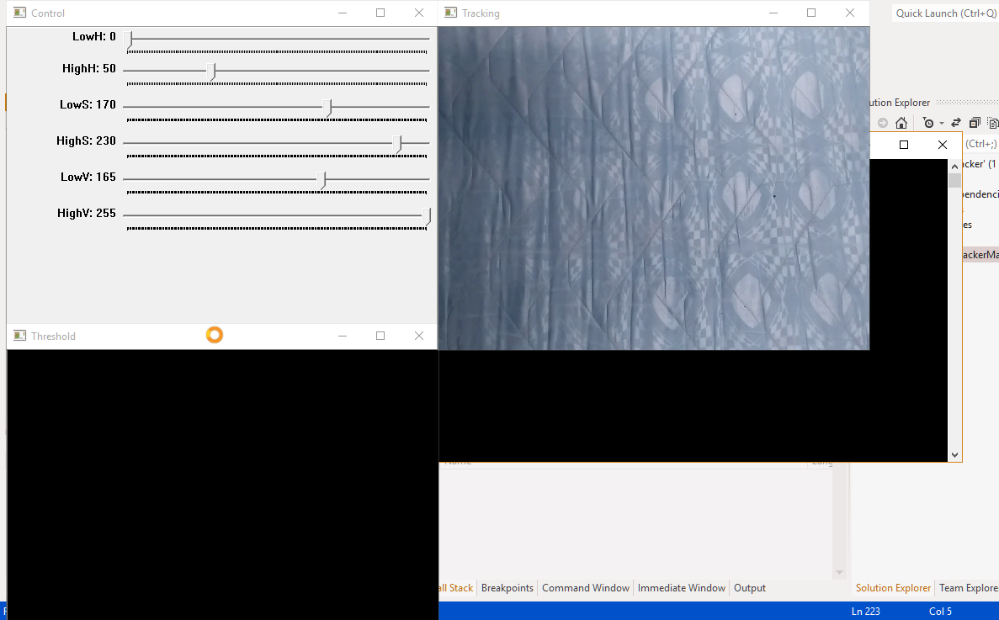 Control
Tracking
Quick Launch (Ctrl+Q)
LowH: 0
HighH: 50
LowS: 170
HighS: 230
LowV: 165
HighV: 255
ution Explorer
(Ctrl+;)
acker' (1
pendenci
es
ackerMa
Threshold
Name
all Stack
Breakpoints
Command Window
Immediate Window
Output
Solution Explorer
Team Explore
Ln 223
Col 5